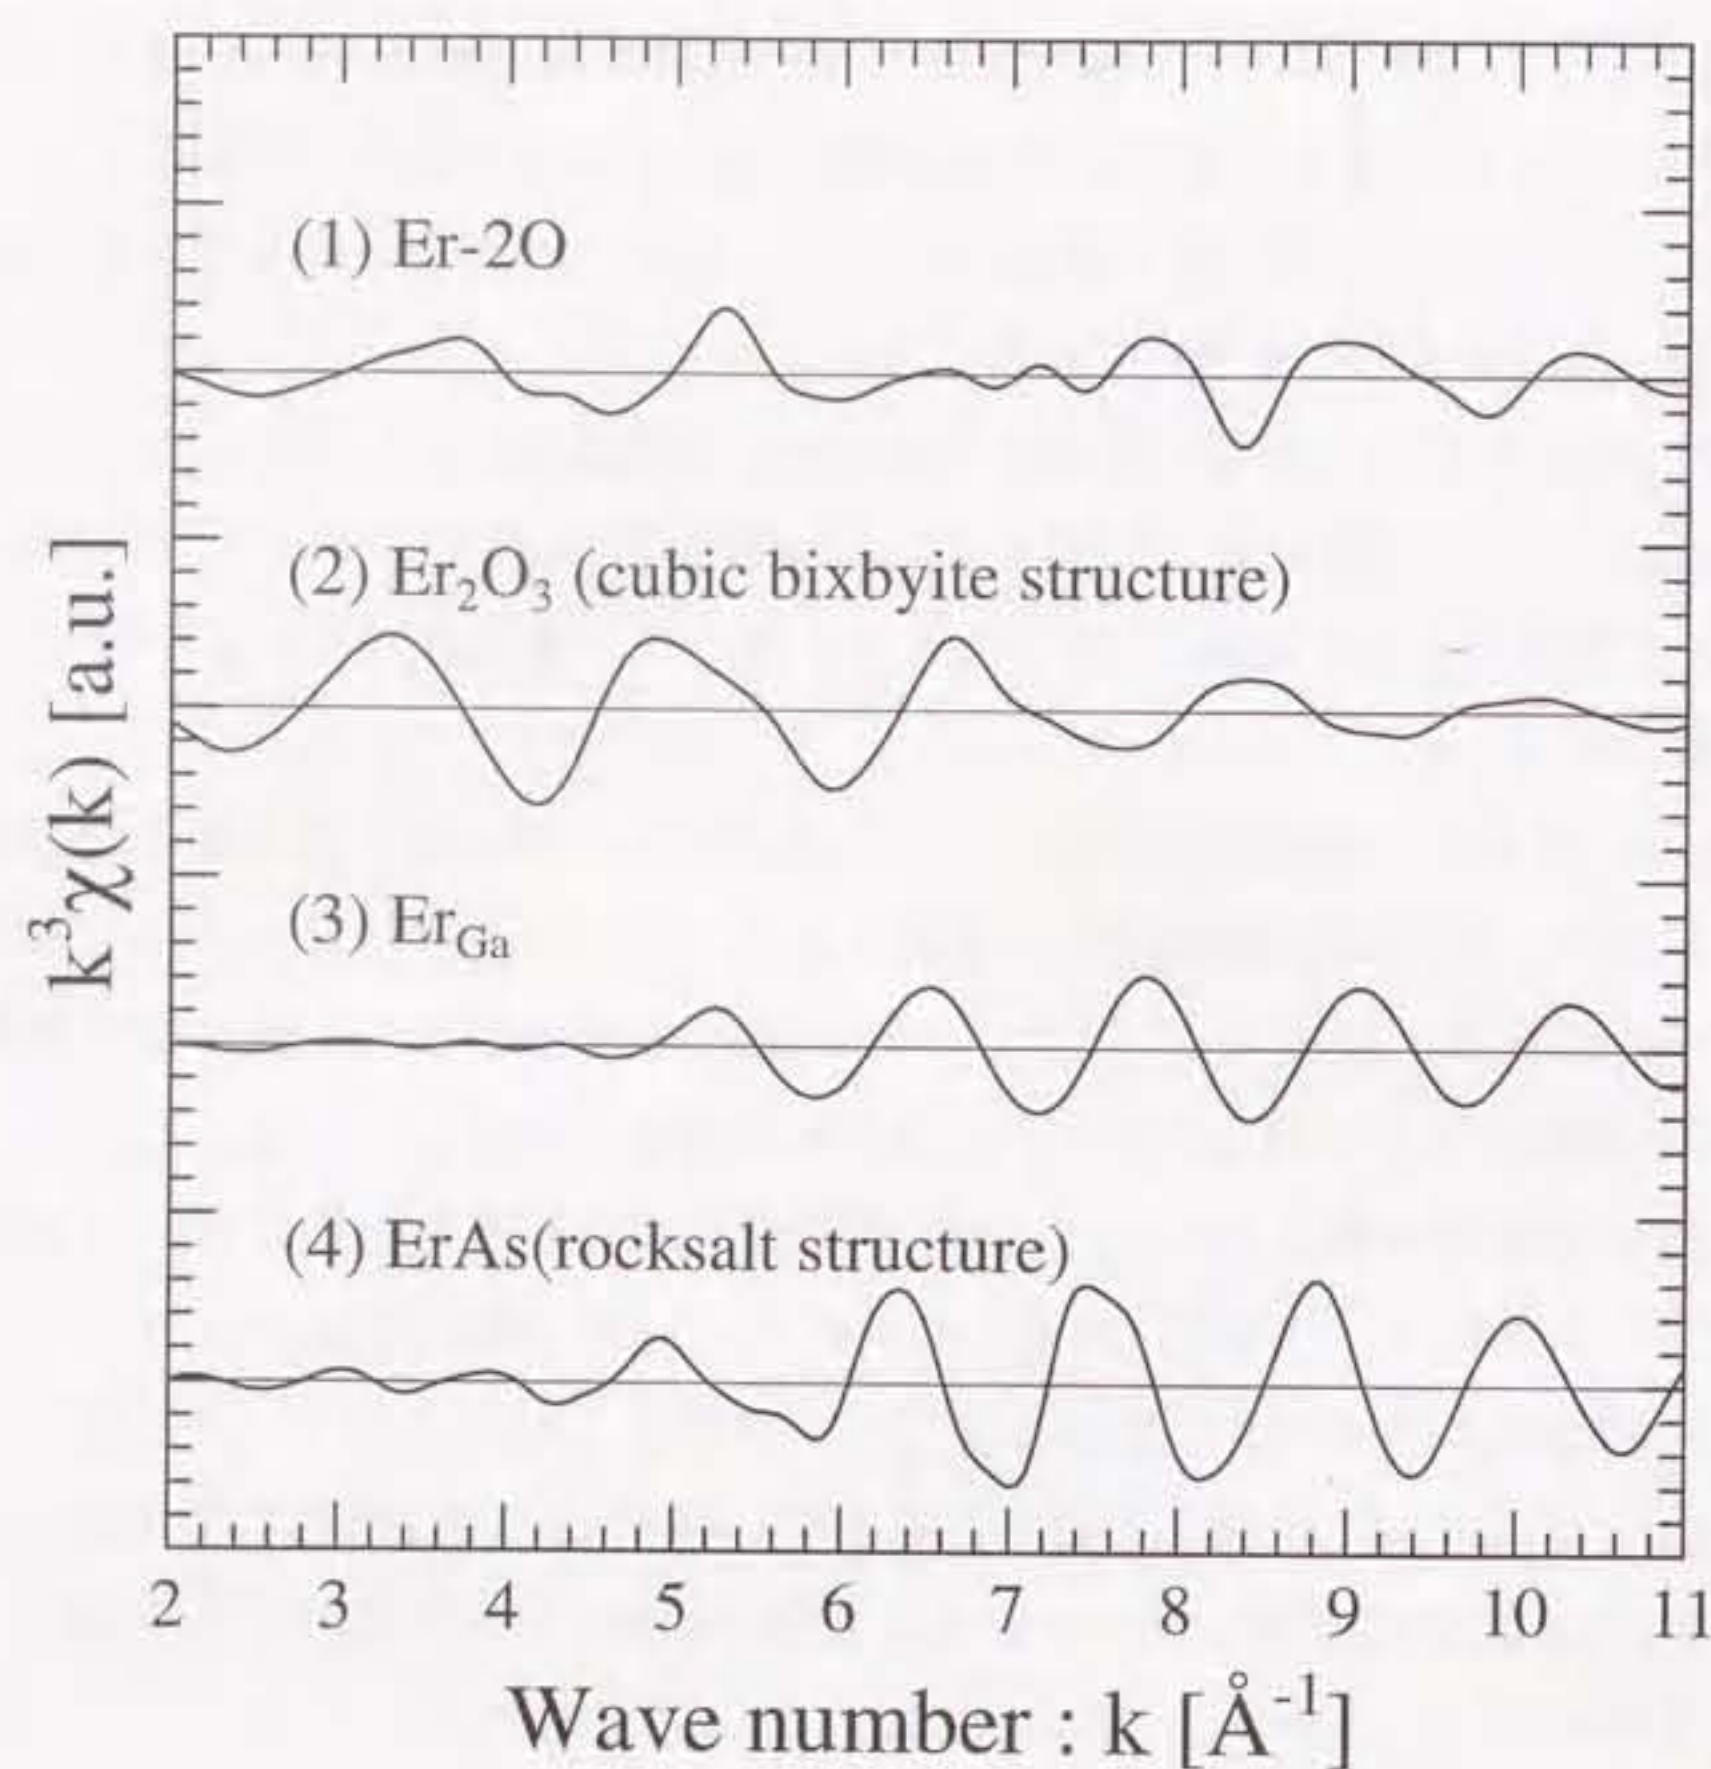 (1) Er-2O
(2) Er₂O₃ (cubic bixbyite structure)
(3) Er_Ga
(4) ErAs(rocksalt structure)
k³χ(k) [a.u.]
2 3 4 5 6 7 8 9 10 11
Wave number : k [Å⁻¹]